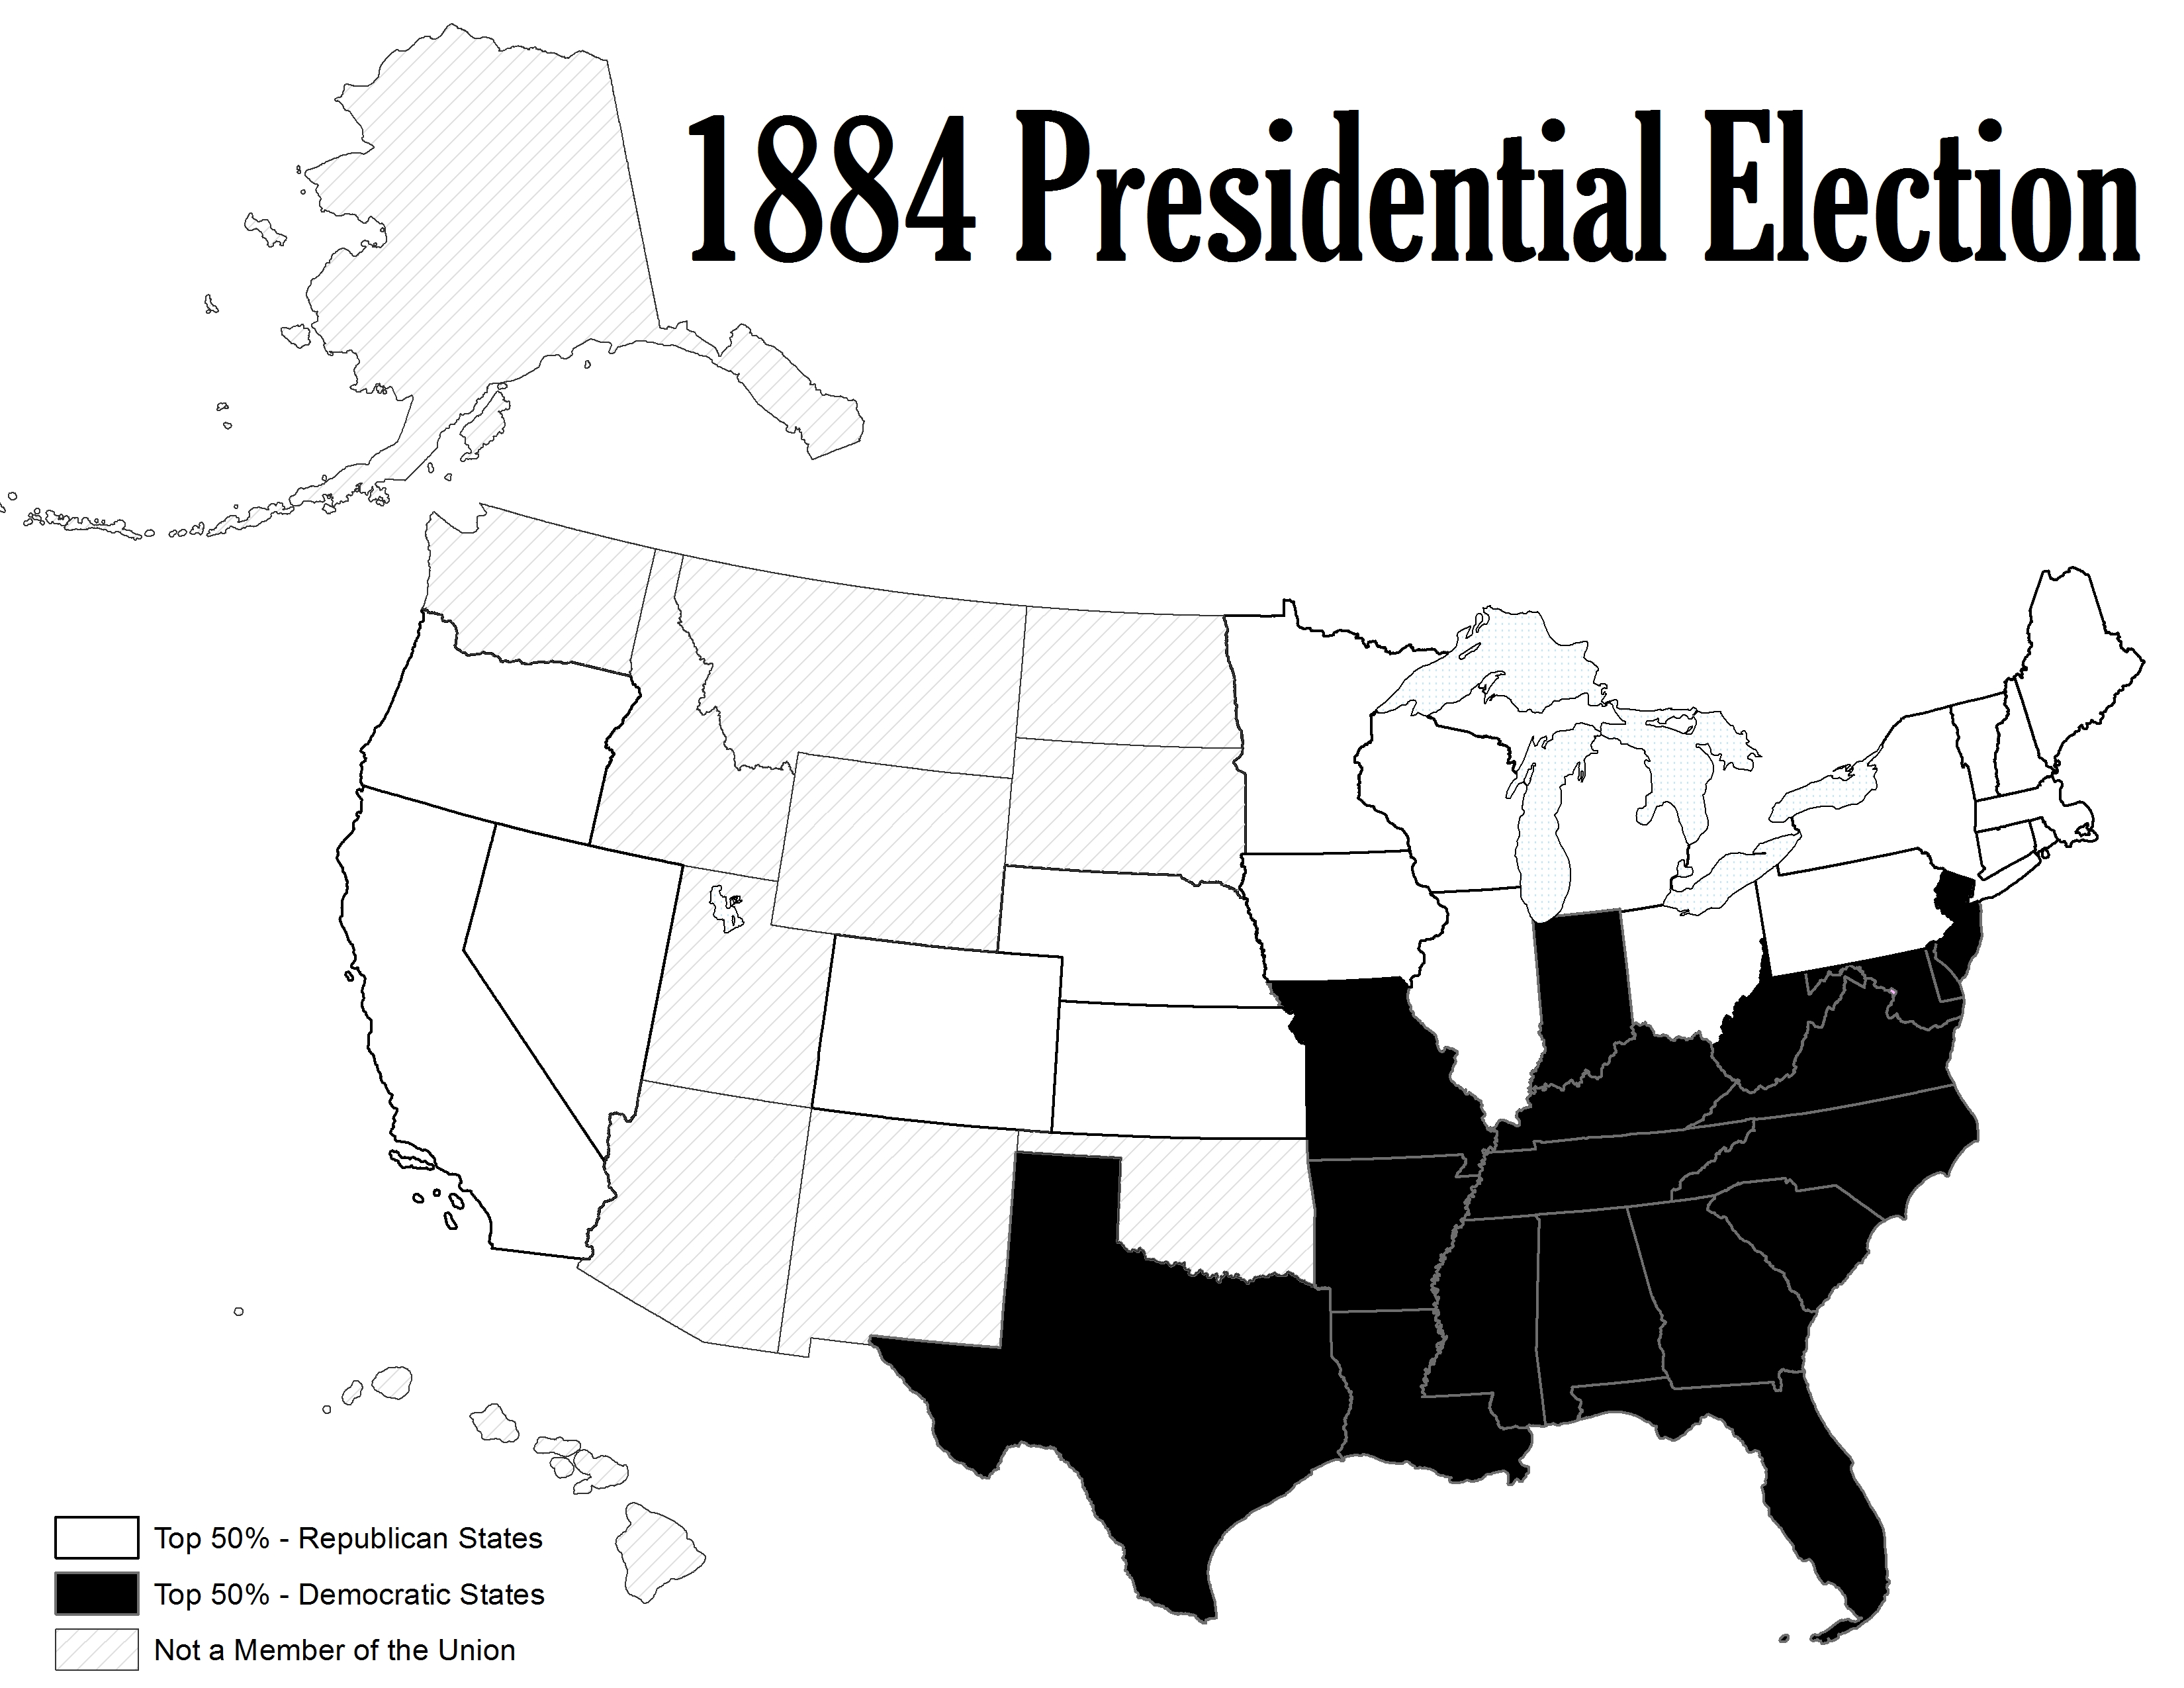 1884 Presidential Election
Top 50% - Republican States
Top 50% - Democratic States
Not a Member of the Union